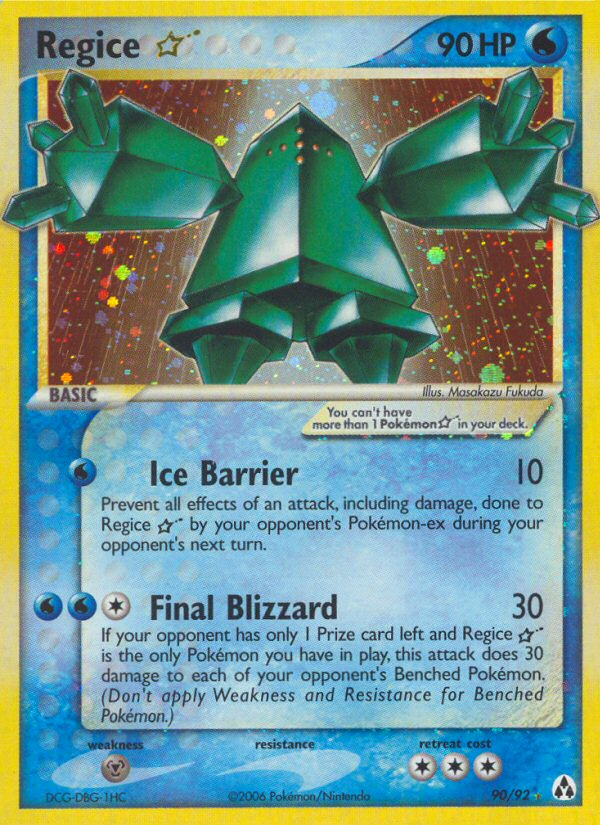 Regice ☆ 90 HP
BASIC
Illus. Masakazu Fukuda
You can't have
more than 1 Pokémon☆ in your deck.
Ice Barrier 10
Prevent all effects of an attack, including damage, done to
Regice ☆ by your opponent's Pokémon-ex during your
opponent's next turn.
Final Blizzard 30
If your opponent has only 1 Prize card left and Regice ☆
is the only Pokémon you have in play, this attack does 30
damage to each of your opponent's Benched Pokémon.
(Don't apply Weakness and Resistance for Benched
Pokémon.)
weakness resistance retreat cost
DCG-DBG-1HC ©2006 Pokémon/Nintendo 90/92 ★